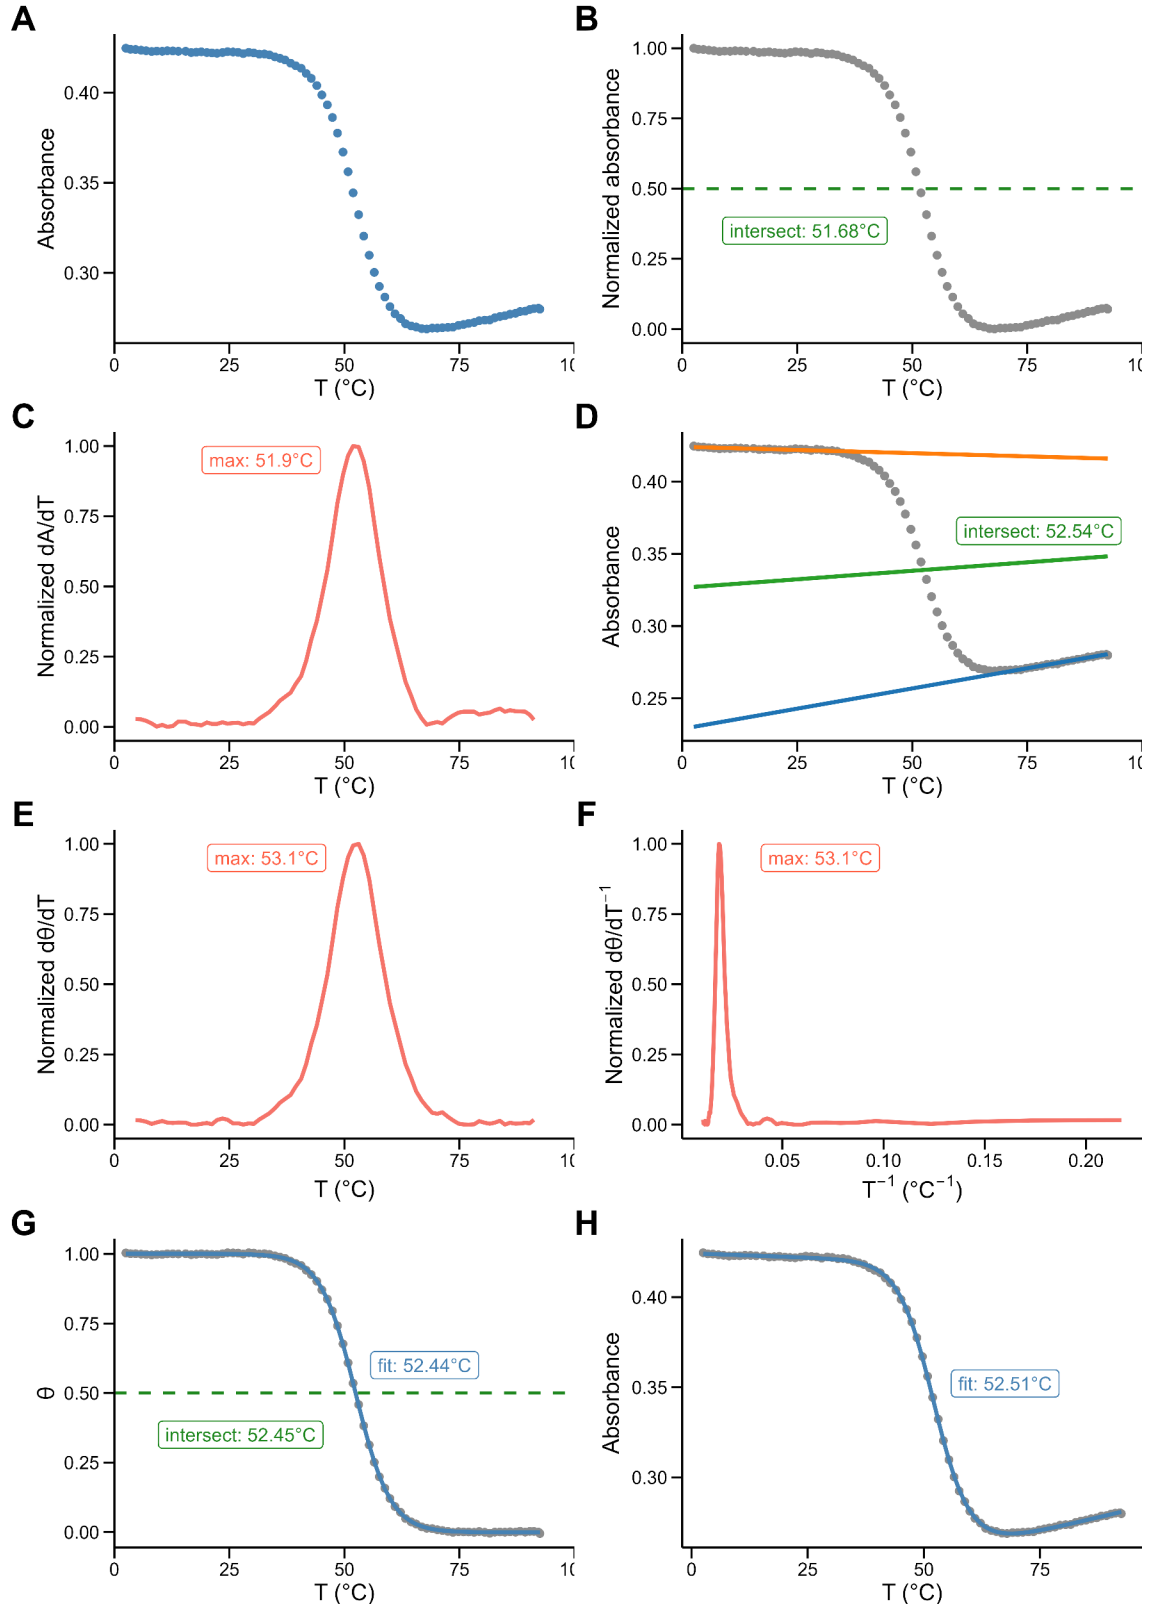 A
Absorbance
0.40
0.35
0.30
0
25
50
75
10
T (°C)
B
Normalized absorbance
1.00
0.75
0.50
0.25
0.00
intersect: 51.68°C
0
25
50
75
10
T (°C)
C
Normalized dA/dT
1.00
0.75
0.50
0.25
0.00
max: 51.9°C
0
25
50
75
10
T (°C)
D
Absorbance
0.40
0.35
0.30
0.25
intersect: 52.54°C
0
25
50
75
10
T (°C)
E
Normalized dθ/dT
1.00
0.75
0.50
0.25
0.00
max: 53.1°C
0
25
50
75
10
T (°C)
F
Normalized dθ/dT⁻¹
1.00
0.75
0.50
0.25
0.00
max: 53.1°C
0.05
0.10
0.15
0.20
T⁻¹ (°C⁻¹)
G
θ
1.00
0.75
0.50
0.25
0.00
fit: 52.44°C
intersect: 52.45°C
0
25
50
75
10
T (°C)
H
Absorbance
0.40
0.35
0.30
fit: 52.51°C
0
25
50
75
T (°C)